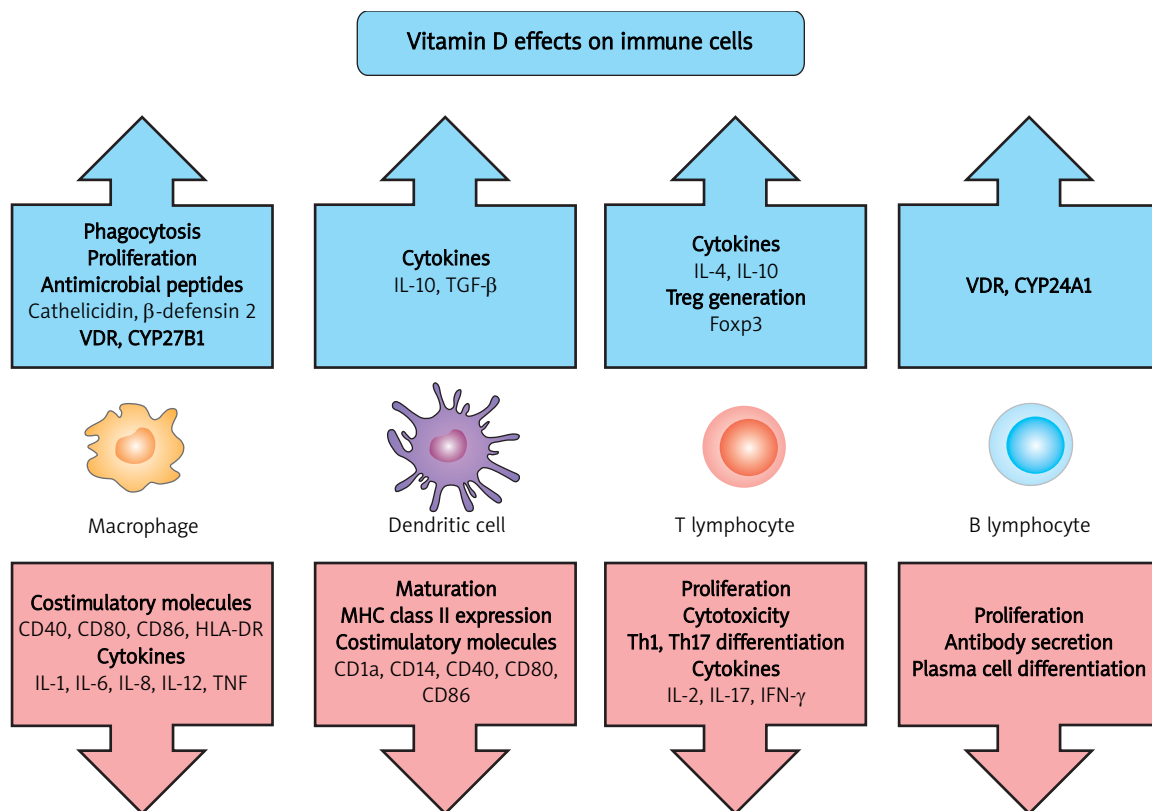 Vitamin D effects on immune cells
Phagocytosis
Proliferation
Antimicrobial peptides
Cathelicidin, β-defensin 2
VDR, CYP27B1
Cytokines
IL-10, TGF-β
Cytokines
IL-4, IL-10
Treg generation
Foxp3
VDR, CYP24A1
Macrophage
Dendritic cell
T lymphocyte
B lymphocyte
Costimulatory molecules
CD40, CD80, CD86, HLA-DR
Cytokines
IL-1, IL-6, IL-8, IL-12, TNF
Maturation
MHC class II expression
Costimulatory molecules
CD1a, CD14, CD40, CD80,
CD86
Proliferation
Cytotoxicity
Th1, Th17 differentiation
Cytokines
IL-2, IL-17, IFN-γ
Proliferation
Antibody secretion
Plasma cell differentiation